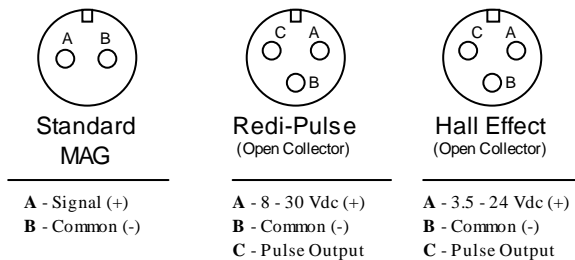 A B
C A
B
C A
B
Standard
MAG
Redi-Pulse
(Open Collector)
Hall Effect
(Open Collector)
A - Signal (+)
B - Common (-)
A - 8 - 30 Vdc (+)
B - Common (-)
C - Pulse Output
A - 3.5 - 24 Vdc (+)
B - Common (-)
C - Pulse Output